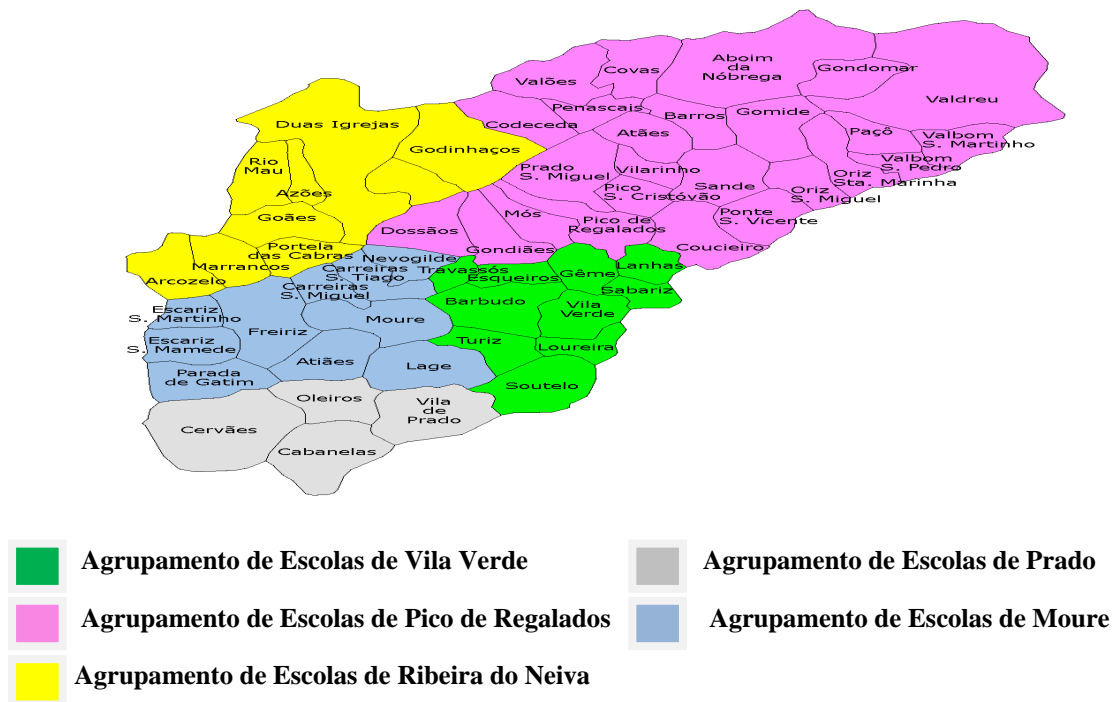 Aboim
da
Nóbrega
Covas
Gondomar
Valões
Valdreu
Penascais
Barros
Gomide
Duas Igrejas
Codeceda
Atães
Paçô
Valbom
S. Martinho
Godinhaços
Valbom
S. Pedro
Rio
Mau
Prado
S. Miguel
Vilarinho
Oriz
Sta. Marinha
Azões
Pico
S. Cristóvão
Sande
Oriz
S. Miguel
Goães
Mós
Pico de
Regalados
Ponte
S. Vicente
Dossãos
Gondiães
Coucieiro
Portela
das Cabras
Nevogilde
Marrancos
Carreiras
S. Tiago
Travassós
Esqueiros
Gême
Lanhas
Arcozelo
Carreiras
S. Miguel
Sabariz
Barbudo
Vila
Verde
Escariz
S. Martinho
Freiriz
Moure
Escariz
S. Mamede
Turiz
Loureira
Atiães
Lage
Parada
de Gatim
Soutelo
Oleiros
Vila
de
Prado
Cervães
Cabanelas
Agrupamento de Escolas de Vila Verde
Agrupamento de Escolas de Prado
Agrupamento de Escolas de Pico de Regalados
Agrupamento de Escolas de Moure
Agrupamento de Escolas de Ribeira do Neiva